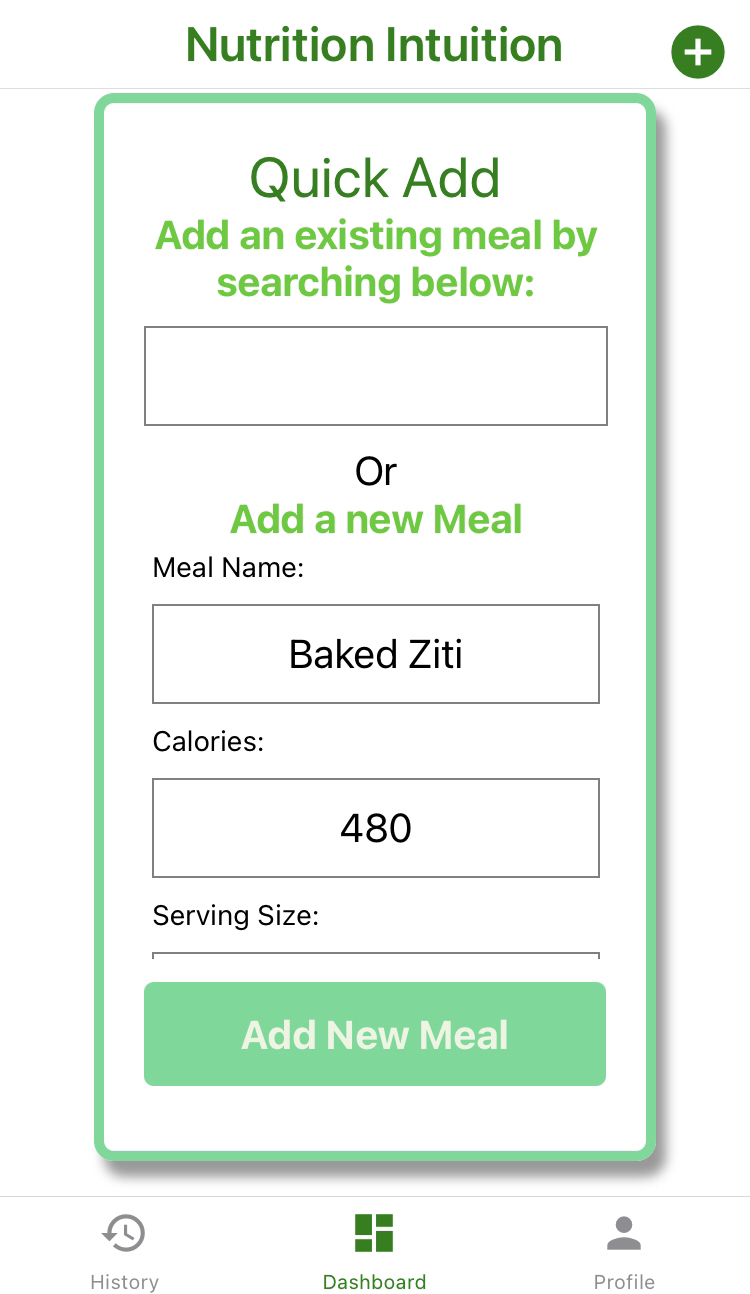 Nutrition Intuition
Quick Add
Add an existing meal by
searching below:
Or
Add a new Meal
Meal Name:
Baked Ziti
Calories:
480
Serving Size:
Add New Meal
History
Dashboard
Profile